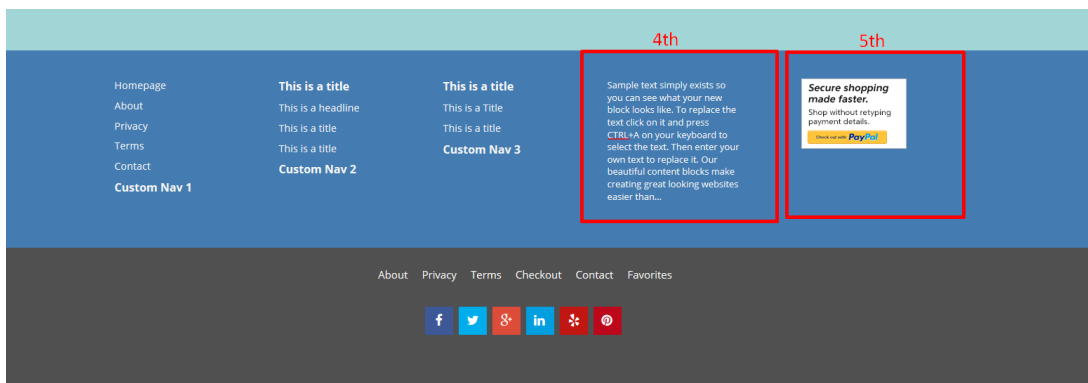 4th
5th
Homepage
About
Privacy
Terms
Contact
Custom Nav 1
This is a title
This is a headline
This is a title
This is a title
Custom Nav 2
This is a title
This is a Title
This is a title
Custom Nav 3
Sample text simply exists so
you can see what your new
block looks like. To replace the
text click on it and press
CTRL+A on your keyboard to
select the text. Then enter your
own text to replace it. Our
beautiful content blocks make
creating great looking websites
easier than...
Secure shopping
made faster.
Shop without retyping
payment details.
Check out with PayPal
About Privacy Terms Checkout Contact Favorites
f g+ in